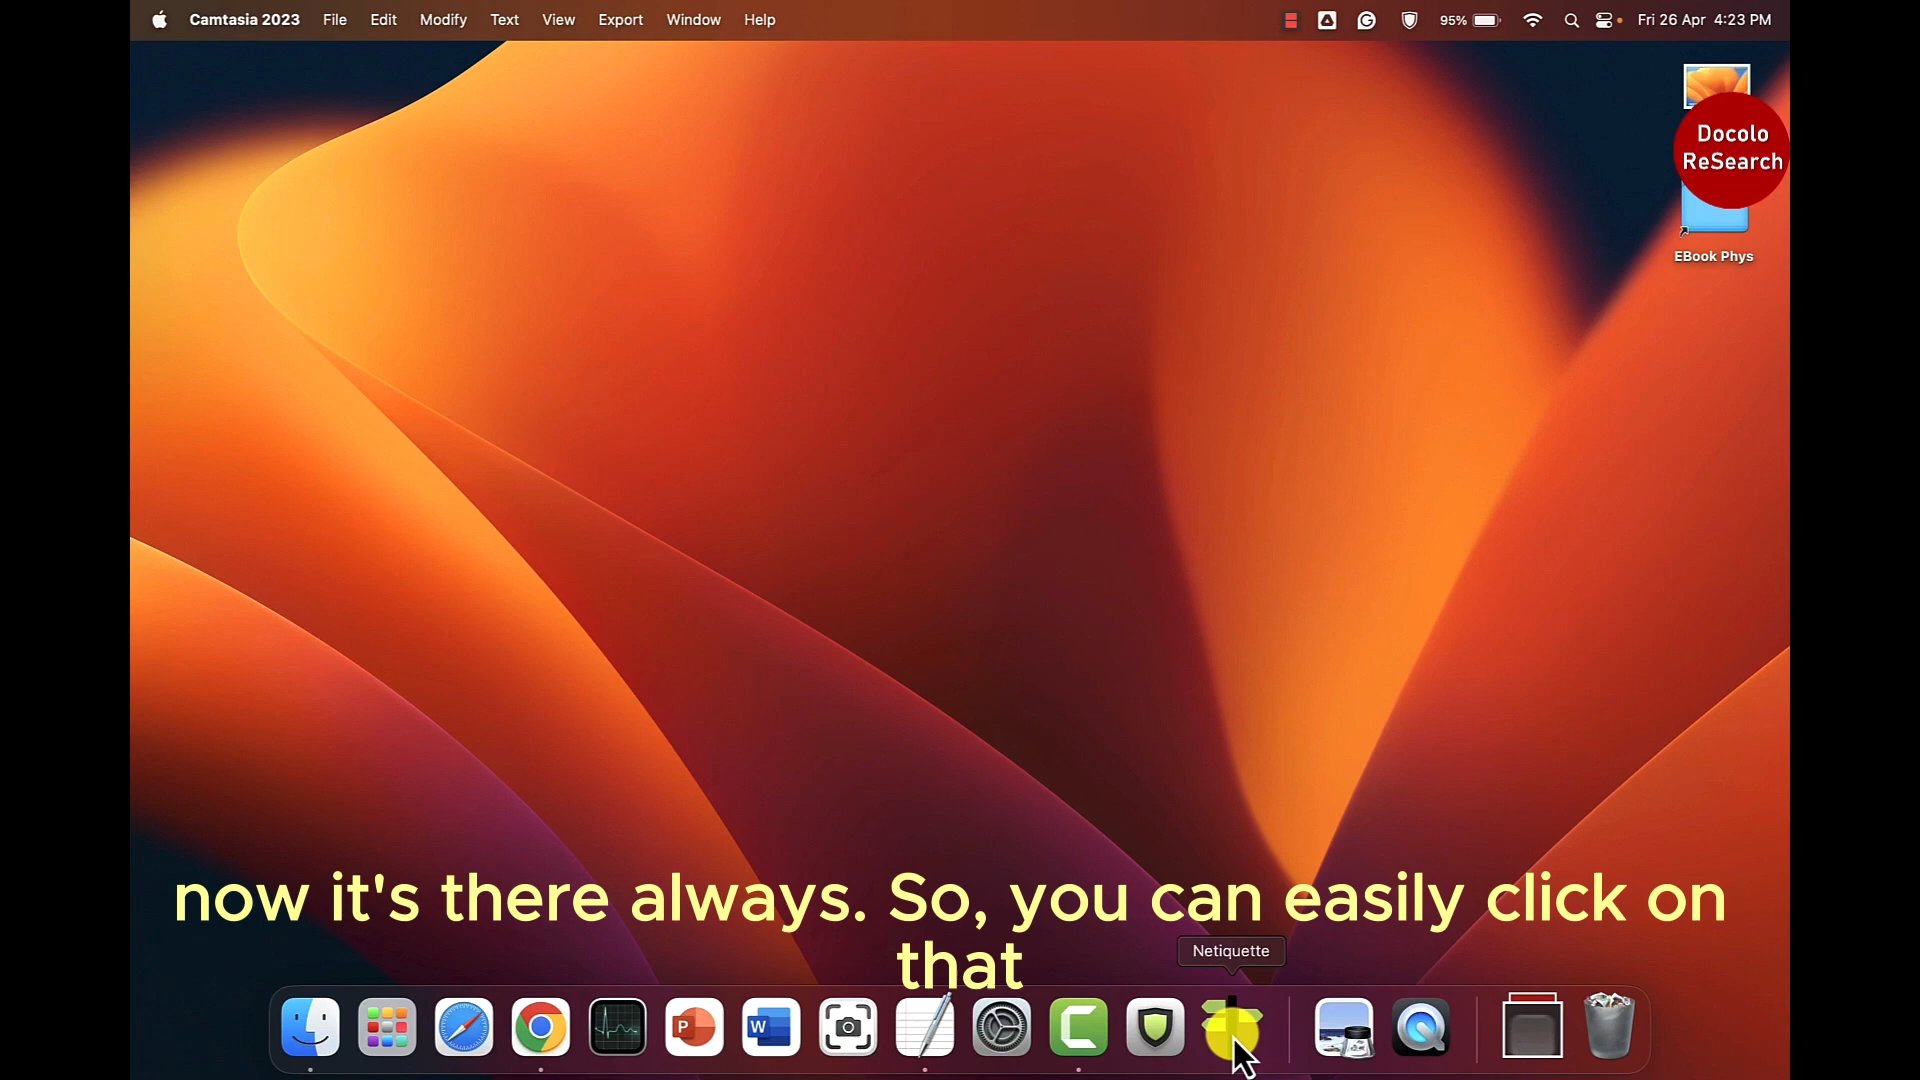 Camtasia 2023 File Edit Modify Text View Export Window Help 95% Fri 26 Apr 4:23 PM
Docolo
ReSearch
EBook Phys
now it's there always. So, you can easily click on
that
Netiquette
P
W